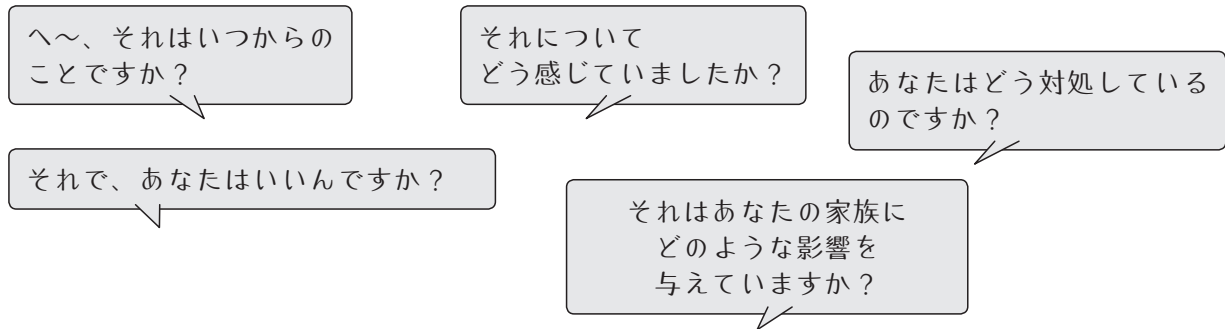 へ〜、それはいつからの
ことですか？
それについて
どう感じていましたか？
あなたはどう対処している
のですか？
それで、あなたはいいんですか？
それはあなたの家族に
どのような影響を
与えていますか？